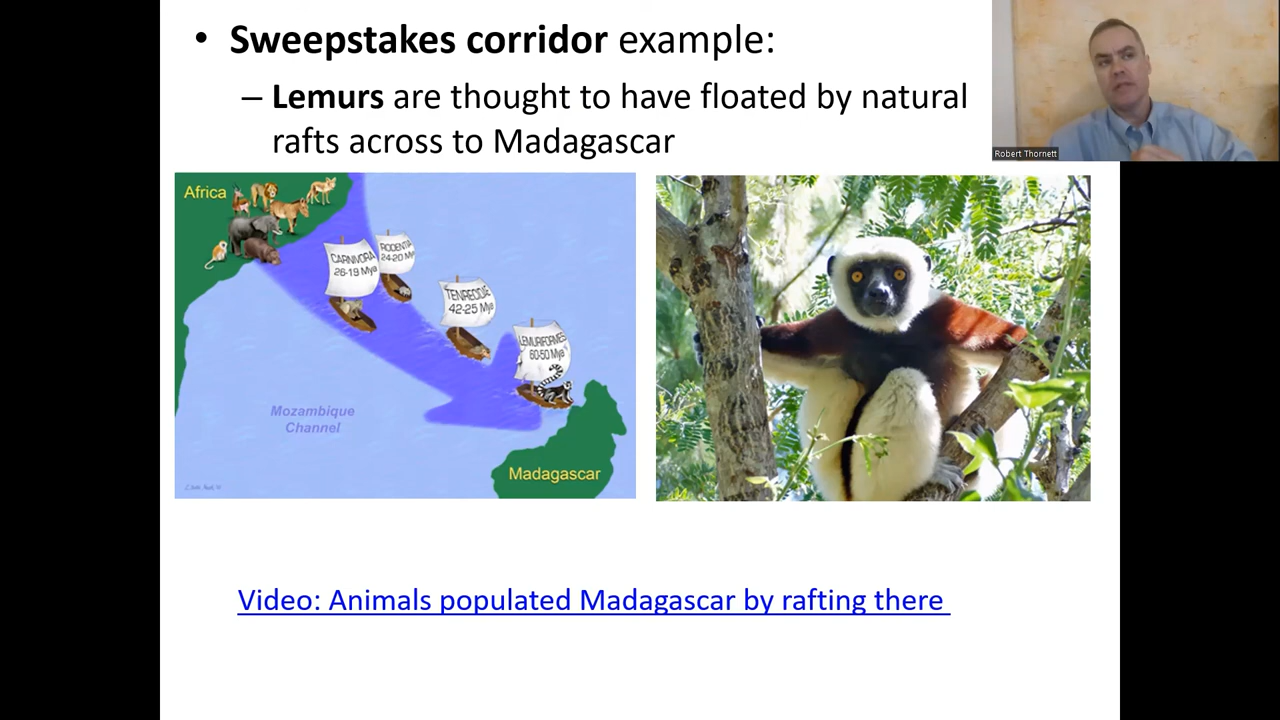 • Sweepstakes corridor example:
– Lemurs are thought to have floated by natural
rafts across to Madagascar
Robert Thornett
Africa
CARNIVORA
26-19 Mya
RODENTIA
24-20 Mya
TENRECIDAE
42-25 Mya
LEMURIFORMES
60-50 Mya
Mozambique
Channel
Madagascar
Video: Animals populated Madagascar by rafting there